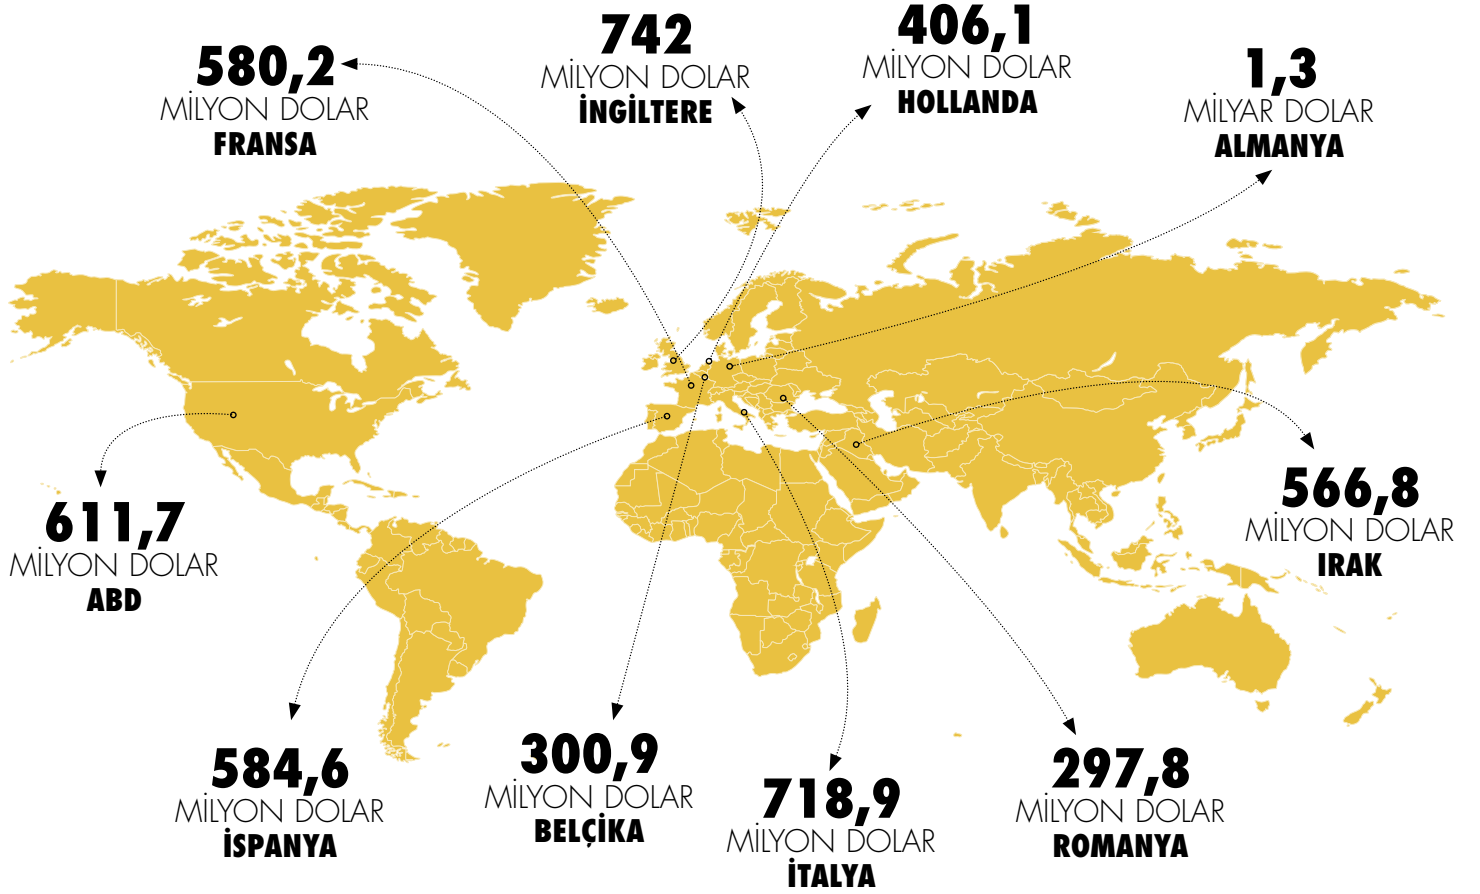 580,2
MİLYON DOLAR
FRANSA
742
MİLYON DOLAR
İNGİLTERE
406,1
MİLYON DOLAR
HOLLANDA
1,3
MİLYAR DOLAR
ALMANYA
611,7
MİLYON DOLAR
ABD
566,8
MİLYON DOLAR
IRAK
584,6
MİLYON DOLAR
İSPANYA
300,9
MİLYON DOLAR
BELÇİKA
718,9
MİLYON DOLAR
İTALYA
297,8
MİLYON DOLAR
ROMANYA